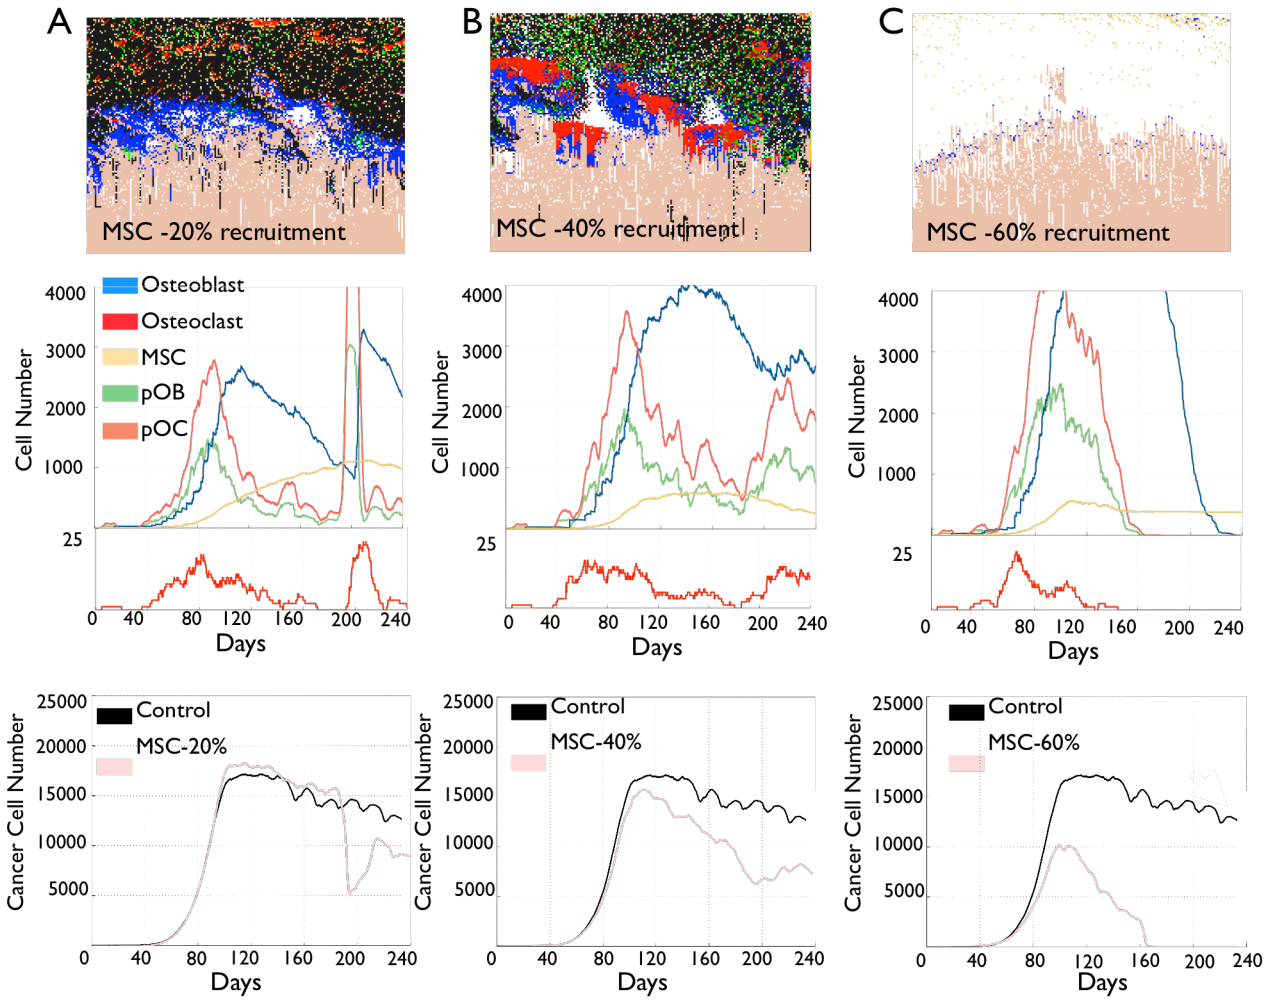 A
B
C
MSC -20% recruitment
MSC -40% recruitment
MSC -60% recruitment
Osteoblast
Osteoclast
MSC
pOB
pOC
Cell Number
4000
3000
2000
1000
25
0 40 80 120 160 200 240
Days
Cell Number
4000
3000
2000
1000
25
0 40 80 120 160 200 240
Days
Cell Number
4000
3000
2000
1000
25
0 40 80 120 160 200 240
Days
Cancer Cell Number
25000
20000
15000
10000
5000
Control
MSC-20%
0 40 80 120 160 200 240
Days
Cancer Cell Number
25000
20000
15000
10000
5000
Control
MSC-40%
0 40 80 120 160 200 240
Days
Cancer Cell Number
25000
20000
15000
10000
5000
Control
MSC-60%
0 40 80 120 160 200 240
Days